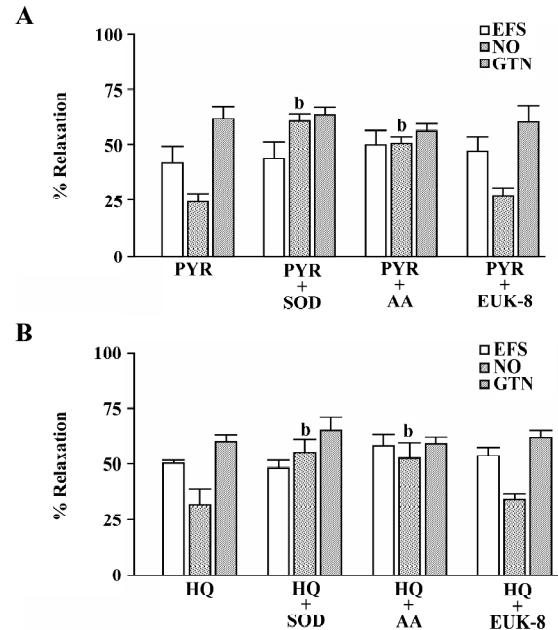 A
EFS
NO
GTN
100
75
50
25
0
% Relaxation
b
b
PYR
PYR
+
SOD
PYR
+
AA
PYR
+
EUK-8
B
EFS
NO
GTN
100
75
50
25
0
% Relaxation
b
b
HQ
HQ
+
SOD
HQ
+
AA
HQ
+
EUK-8